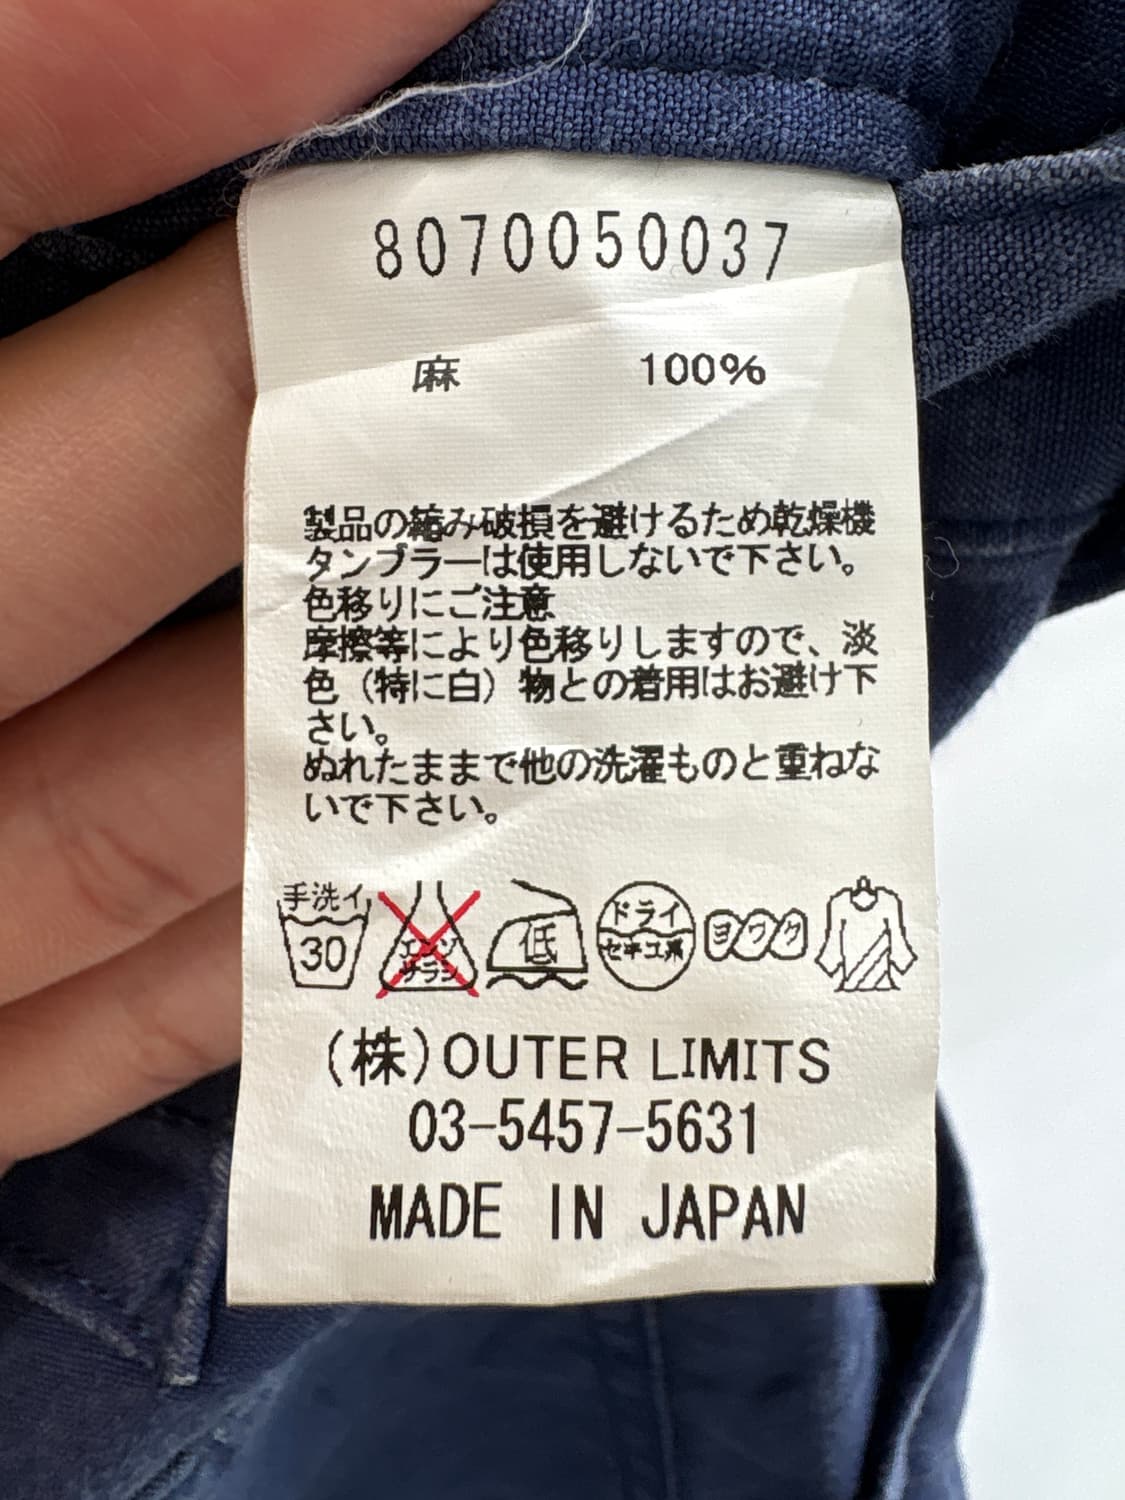 8070050037
麻 100%
製品の縮み破損を避けるため乾燥機
タンブラーは使用しないで下さい。
色移りにご注意
摩擦等により色移りしますので、淡
色（特に白）物との着用はお避け下
さい。
ぬれたままで他の洗濯ものと重ねな
いで下さい。
手洗イ
30
エンソ
サラシ
低
ドライ
セキユ系
ヨワク
(株)OUTER LIMITS
03-5457-5631
MADE IN JAPAN